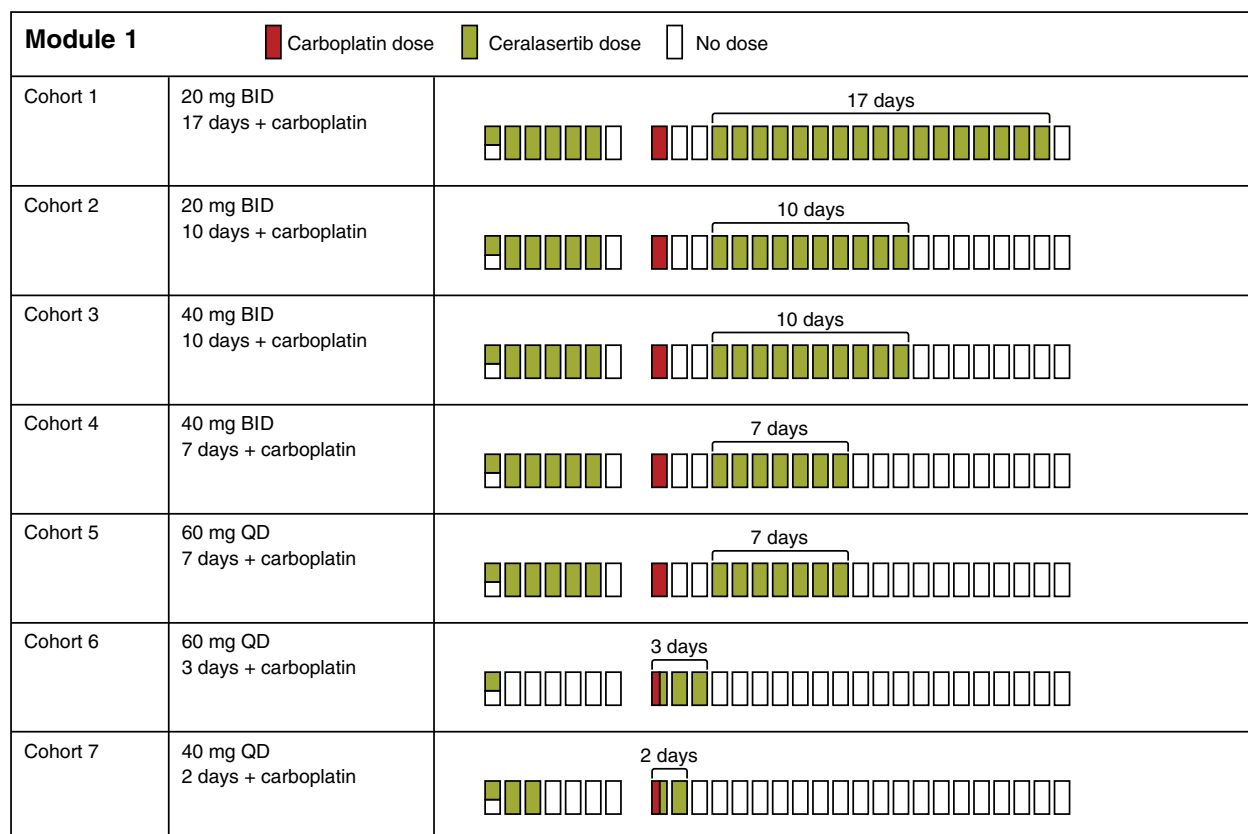 Module 1
Carboplatin dose
Ceralasertib dose
No dose
Cohort 1
20 mg BID
17 days + carboplatin
17 days
Cohort 2
20 mg BID
10 days + carboplatin
10 days
Cohort 3
40 mg BID
10 days + carboplatin
10 days
Cohort 4
40 mg BID
7 days + carboplatin
7 days
Cohort 5
60 mg QD
7 days + carboplatin
7 days
Cohort 6
60 mg QD
3 days + carboplatin
3 days
Cohort 7
40 mg QD
2 days + carboplatin
2 days